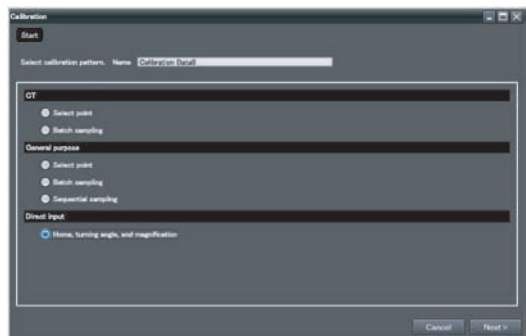 Calibration
Start
Select calibration pattern. Name Calibration Data0
GT
Select point
Batch sampling
General purpose
Select point
Batch sampling
Sequential sampling
Direct input
Home, turning angle, and magnification
Cancel Next >